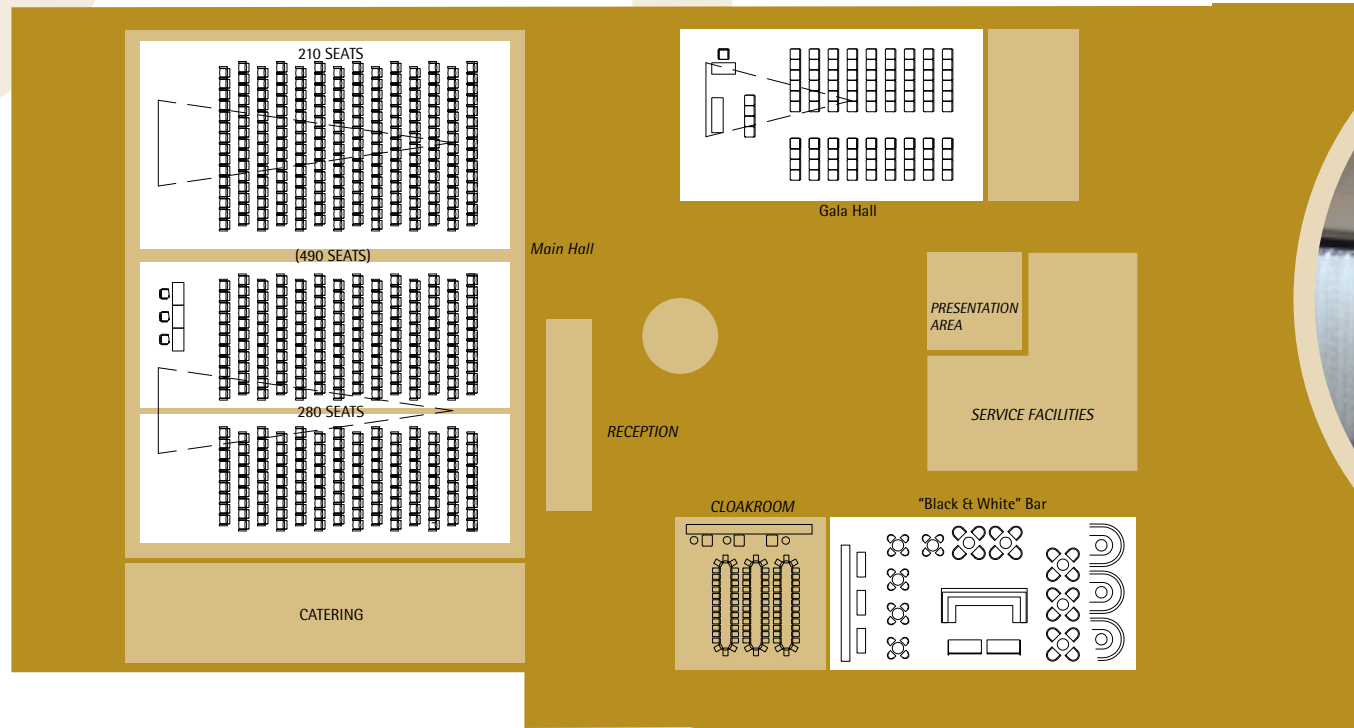 210 SEATS
(490 SEATS)
Main Hall
280 SEATS
CATERING
RECEPTION
Gala Hall
PRESENTATION
AREA
SERVICE FACILITIES
CLOAKROOM
"Black & White" Bar